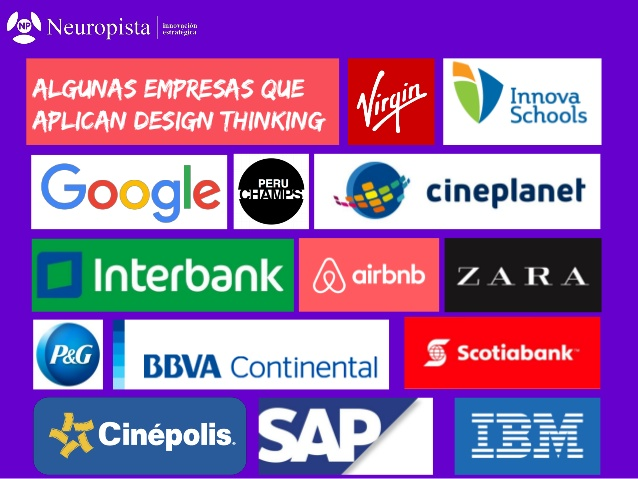 NP Neuropista innovación
estratégica
ALGUNAS EMPRESAS QUE
APLICAN DESIGN THINKING
Virgin
Innova
Schools
Google
PERU
CHAMPS
cineplanet
Interbank
airbnb
ZARA
P&G
BBVA Continental
Scotiabank™
Cinépolis.
SAP
IBM